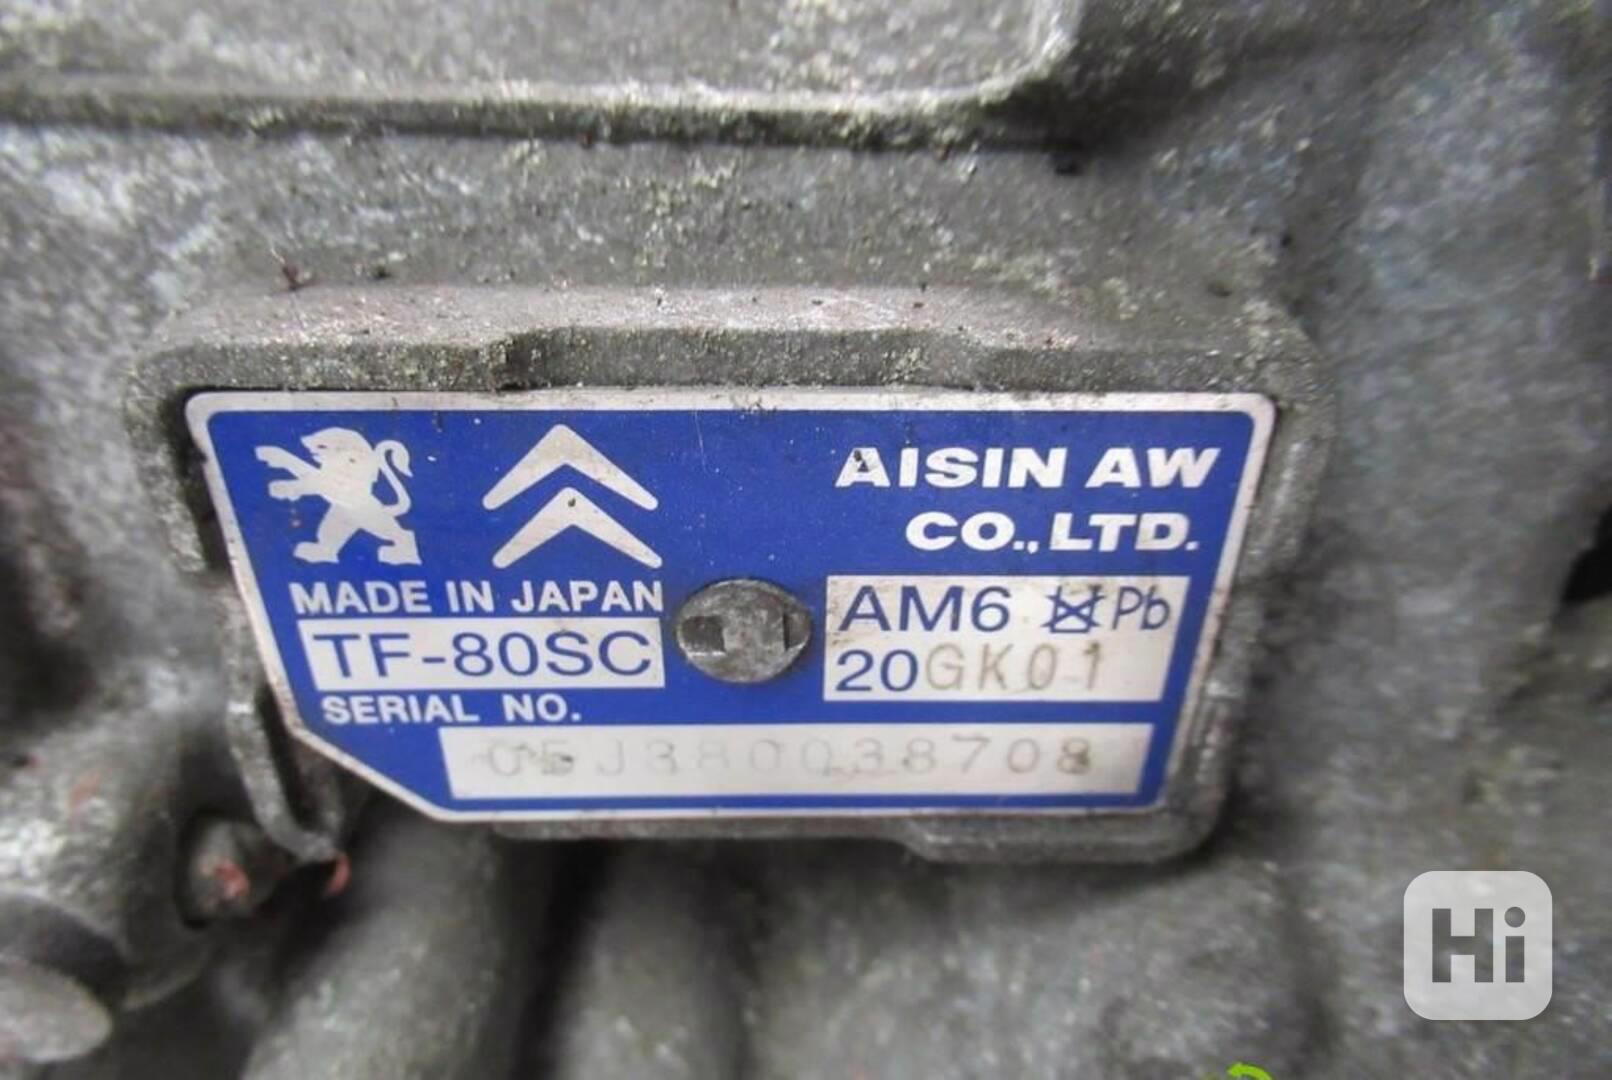 AISIN AW
CO., LTD.
MADE IN JAPAN
TF-80SC
AM6 Pb
20GK01
SERIAL NO.
05J380038708
Hi